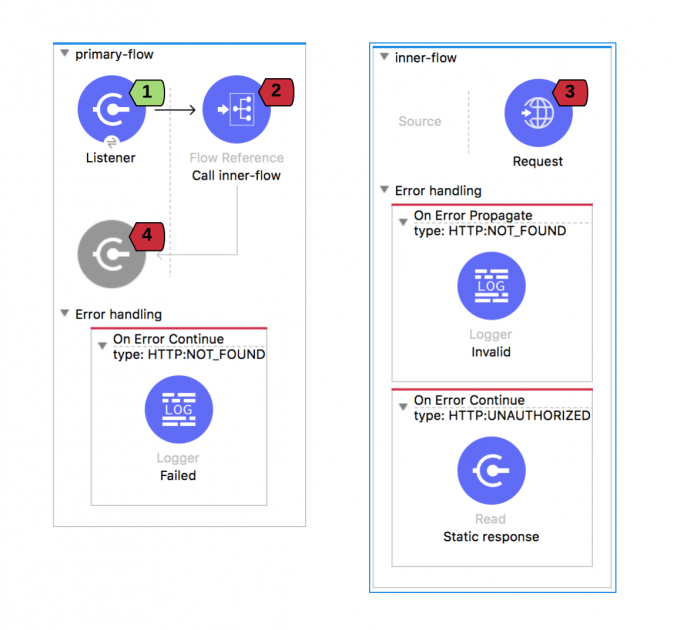 primary-flow
1
2
Listener
Flow Reference
Call inner-flow
4
Error handling
On Error Continue
type: HTTP:NOT_FOUND
LOG
Logger
Failed
inner-flow
Source
3
Request
Error handling
On Error Propagate
type: HTTP:NOT_FOUND
LOG
Logger
Invalid
On Error Continue
type: HTTP:UNAUTHORIZED
Read
Static response